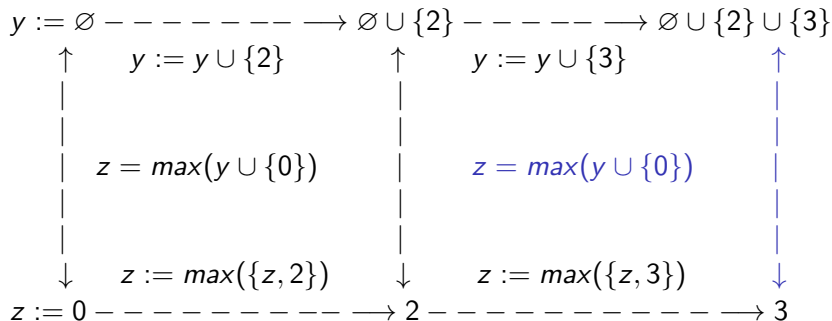 y := ∅ −−−−−−−→ ∅ ∪ {2} −−−−−→ ∅ ∪ {2} ∪ {3}
y := y ∪ {2} y := y ∪ {3}
z = max(y ∪ {0}) z = max(y ∪ {0})
z := max({z, 2}) z := max({z, 3})
z := 0 −−−−−−−−−→ 2 −−−−−−−−−−→ 3